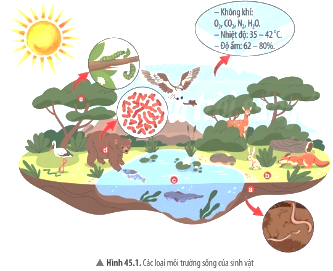 – Không khí:
O₂, CO₂, N₂, H₂O.
– Nhiệt độ: 35 – 42 °C.
– Độ ẩm: 62 – 80%.
e
d
c
b
a
▲ Hình 45.1. Các loại môi trường sống của sinh vật